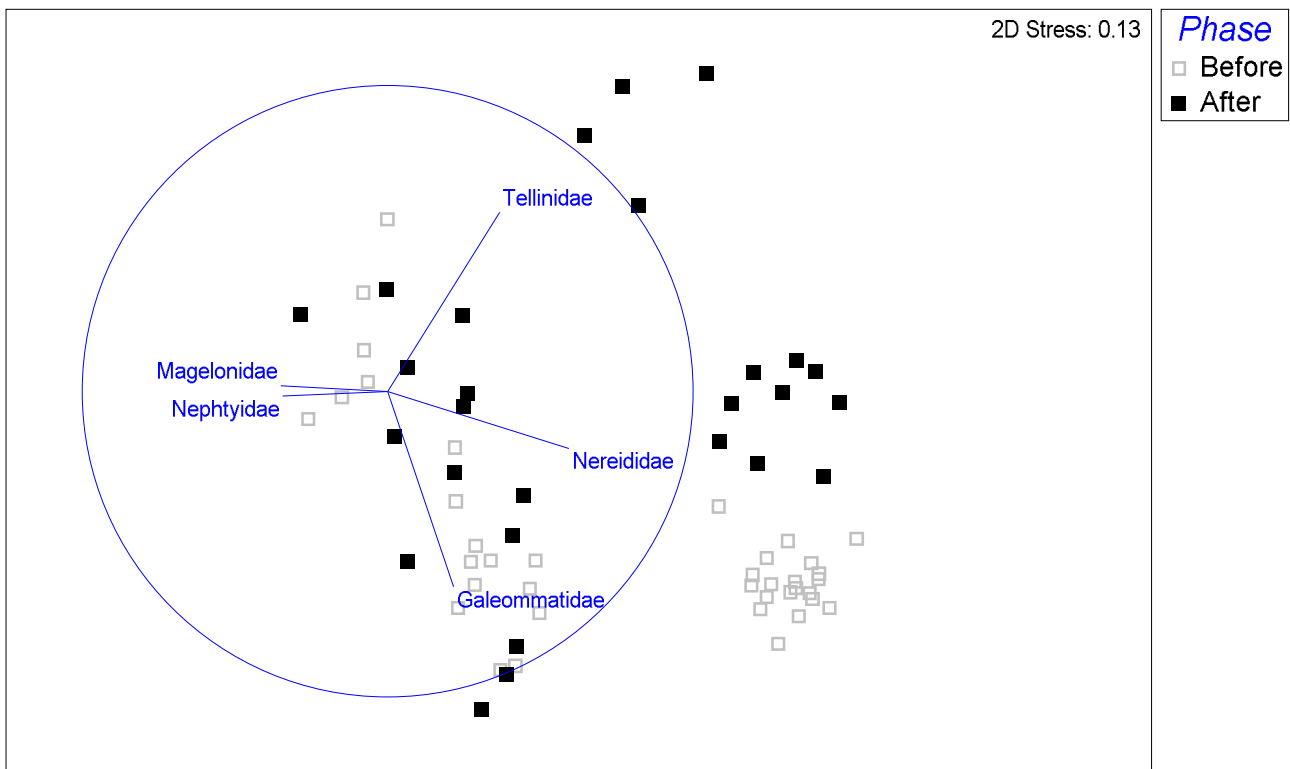 2D Stress: 0.13
Phase
Before
After
Tellinidae
Magelonidae
Nephtyidae
Nereididae
Galeommatidae